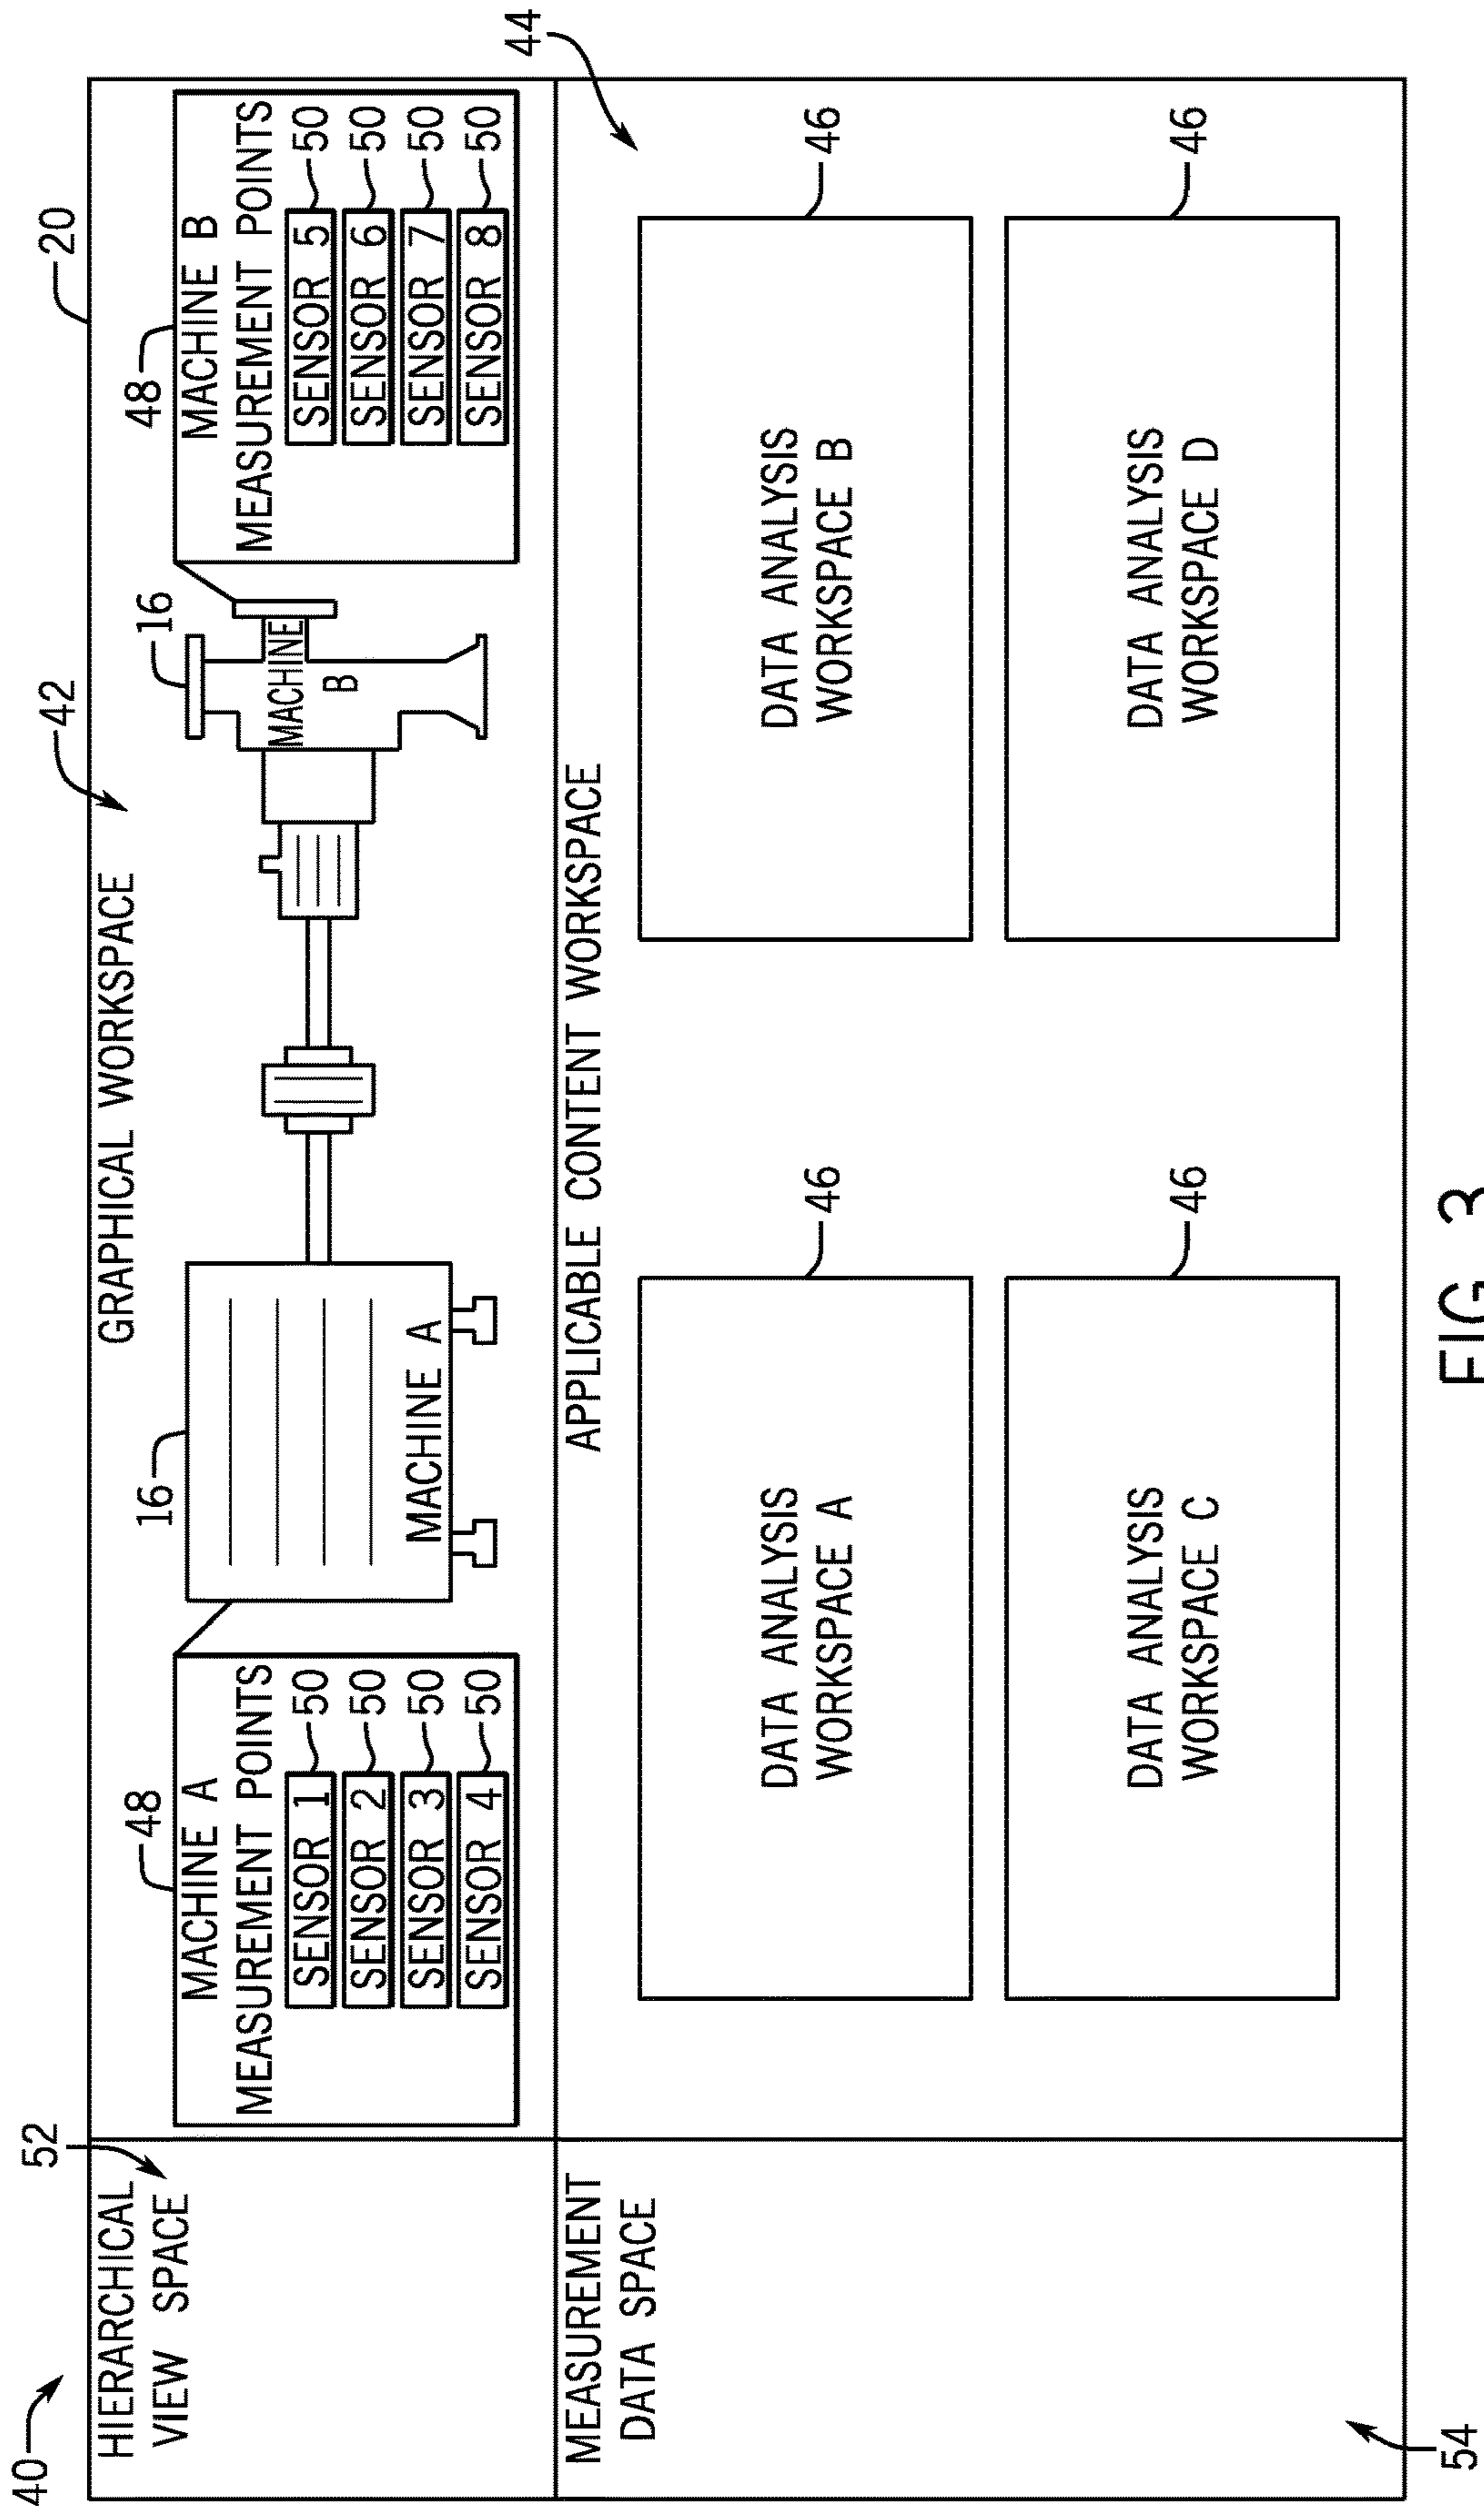 40
52
42
20
44
HIERARCHICAL
VIEW SPACE
GRAPHICAL WORKSPACE
48
MACHINE A
MEASUREMENT POINTS
SENSOR 1
50
SENSOR 2
50
SENSOR 3
50
SENSOR 4
50
16
MACHINE A
16
MACHINE
B
48
MACHINE B
MEASUREMENT POINTS
SENSOR 5
50
SENSOR 6
50
SENSOR 7
50
SENSOR 8
50
MEASUREMENT
DATA SPACE
54
APPLICABLE CONTENT WORKSPACE
DATA ANALYSIS
WORKSPACE A
46
DATA ANALYSIS
WORKSPACE B
46
DATA ANALYSIS
WORKSPACE C
46
DATA ANALYSIS
WORKSPACE D
46
FIG 3